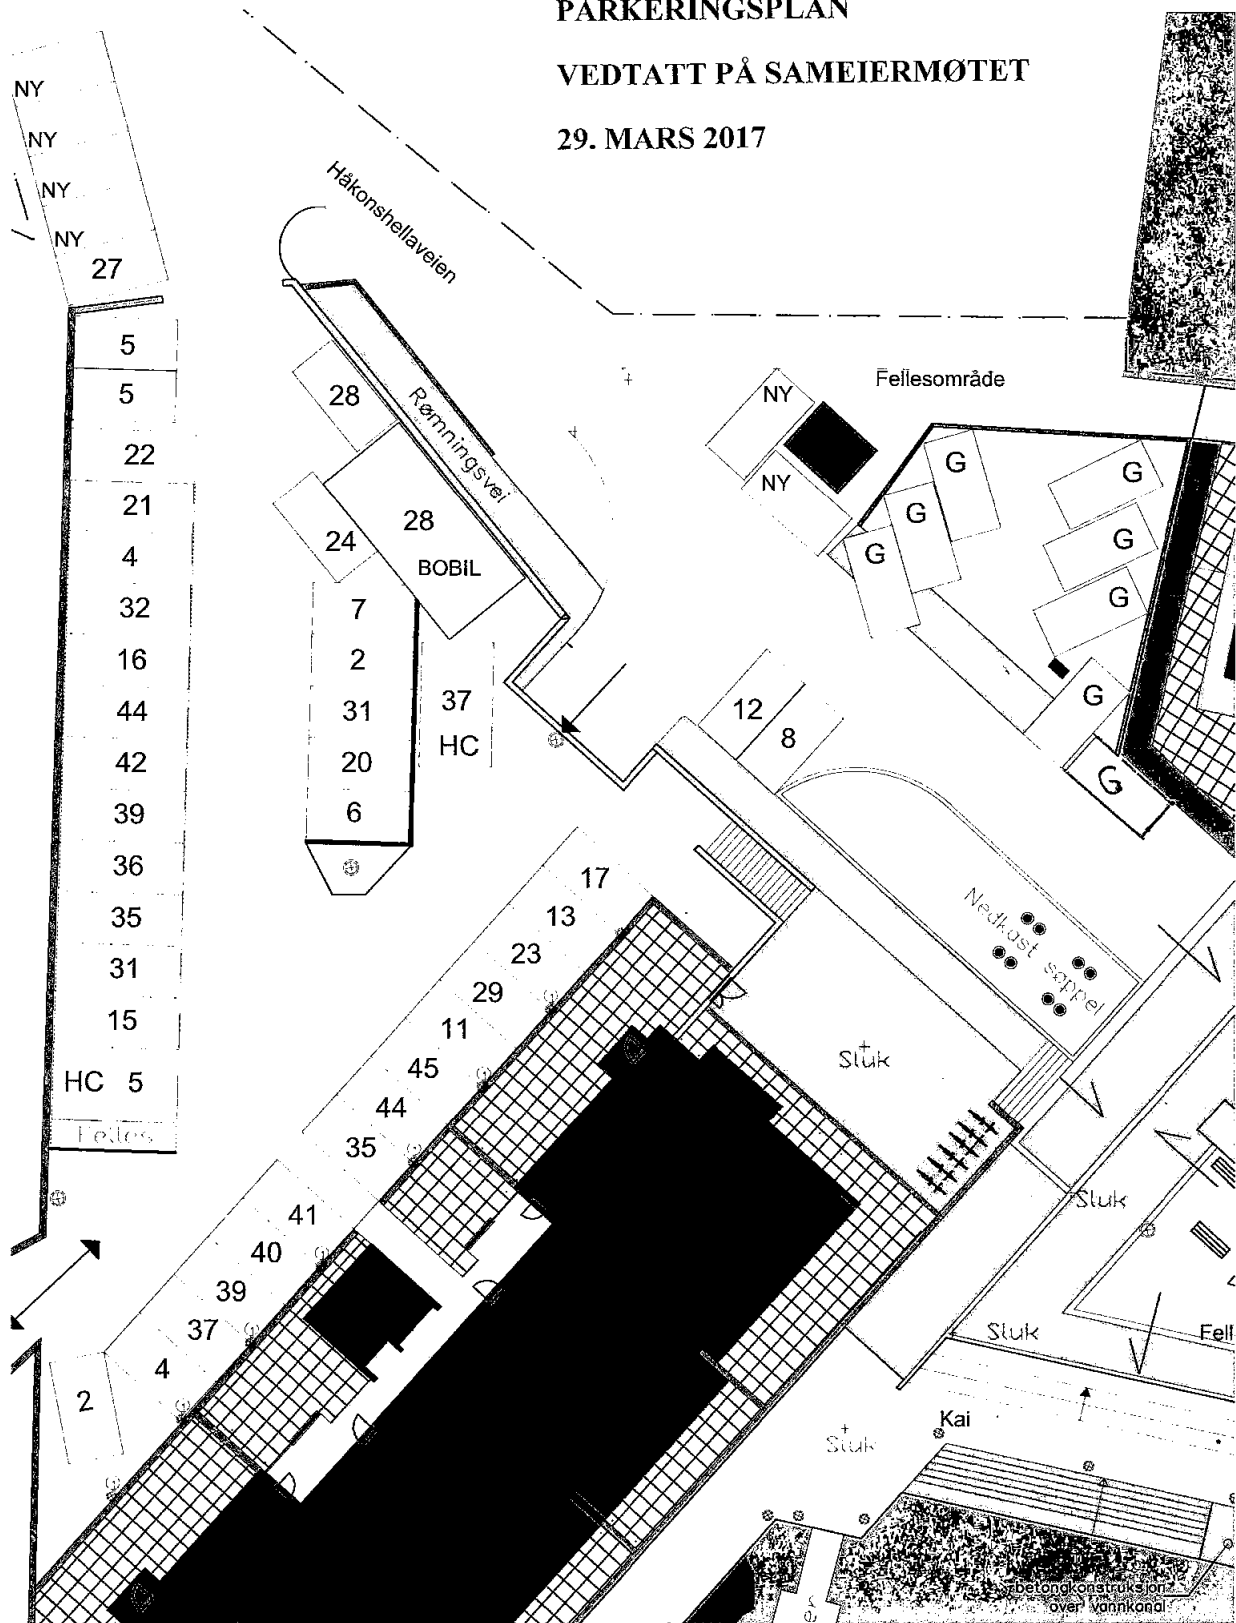 PARKERINGSPLAN
VEDTATT PÅ SAMEIERMØTET
29. MARS 2017
NY
NY
NY
NY
27
Håkonshellaveien
5
5
22
21
4
32
16
44
42
39
36
35
31
15
HC 5
Felles
28
Rømningsvei
28
BOBIL
24
7
2
31
20
6
37
HC
Fellesområde
NY
NY
G
G
G
G
G
G
G
G
12
8
17
13
23
29
11
45
44
35
41
40
39
37
4
2
Nedkast søppel
Sluk
Sluk
Sluk
Fell
Sluk
Kai
betongkonstruksjon
over vannkanal